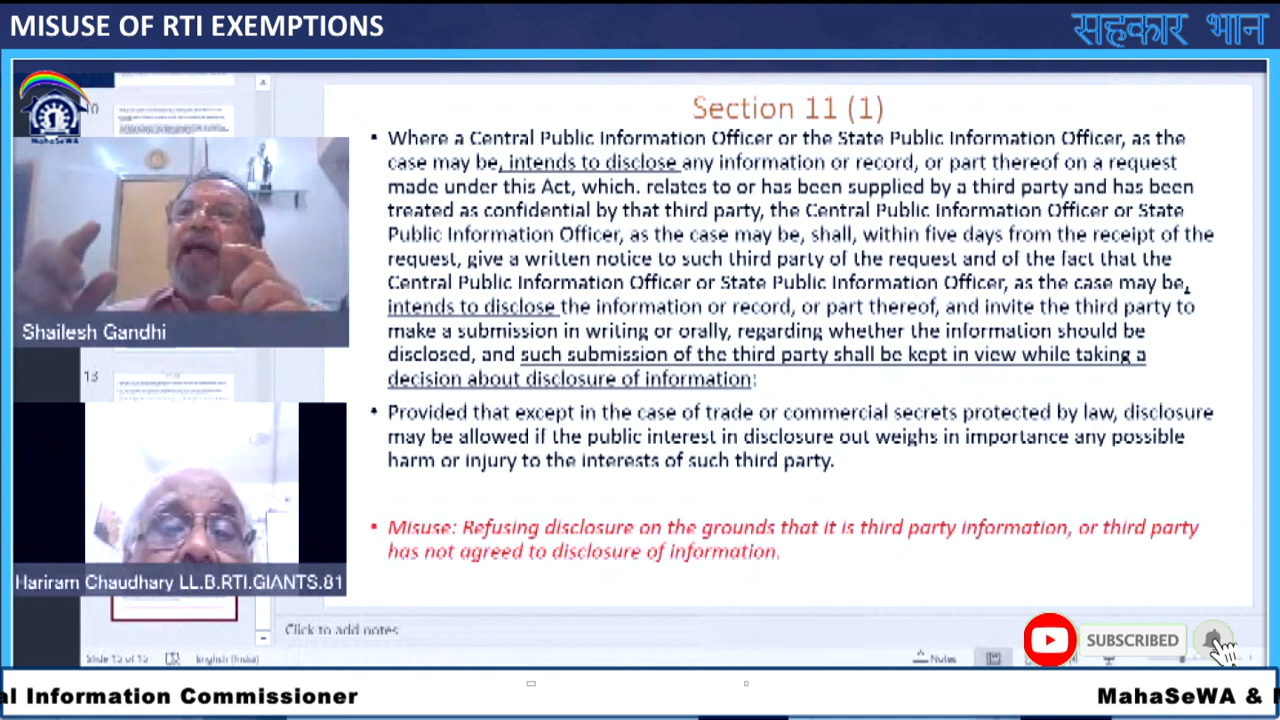 MISUSE OF RTI EXEMPTIONS
सहकार भान
MahaSeWA
10
Shailesh Gandhi
13
Hariram Chaudhary LL.B.RTI.GIANTS.81
Section 11 (1)
• Where a Central Public Information Officer or the State Public Information Officer, as the
case may be, intends to disclose any information or record, or part thereof on a request
made under this Act, which. relates to or has been supplied by a third party and has been
treated as confidential by that third party, the Central Public Information Officer or State
Public Information Officer, as the case may be, shall, within five days from the receipt of the
request, give a written notice to such third party of the request and of the fact that the
Central Public Information Officer or State Public Information Officer, as the case may be,
intends to disclose the information or record, or part thereof, and invite the third party to
make a submission in writing or orally, regarding whether the information should be
disclosed, and such submission of the third party shall be kept in view while taking a
decision about disclosure of information:
• Provided that except in the case of trade or commercial secrets protected by law, disclosure
may be allowed if the public interest in disclosure out weighs in importance any possible
harm or injury to the interests of such third party.
• Misuse: Refusing disclosure on the grounds that it is third party information, or third party
has not agreed to disclosure of information.
Click to add notes
SUBSCRIBED
Slide 15 of 15 English (India) Notes
al Information Commissioner MahaSeWA &